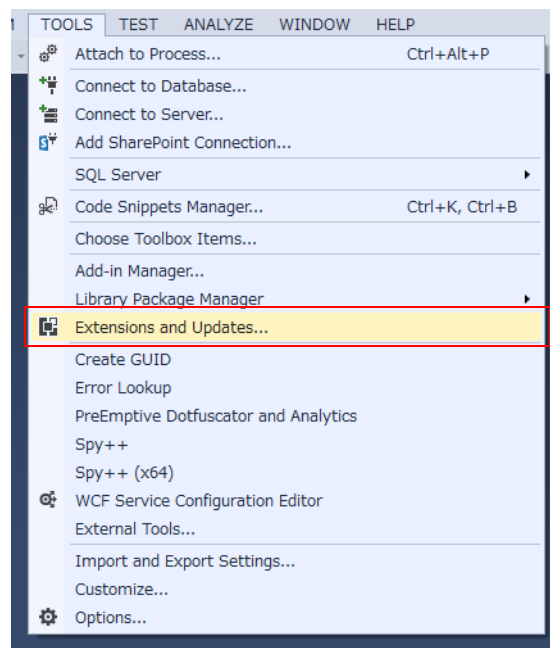 TOOLS TEST ANALYZE WINDOW HELP
Attach to Process... Ctrl+Alt+P
Connect to Database...
Connect to Server...
Add SharePoint Connection...
SQL Server
Code Snippets Manager... Ctrl+K, Ctrl+B
Choose Toolbox Items...
Add-in Manager...
Library Package Manager
Extensions and Updates...
Create GUID
Error Lookup
PreEmptive Dotfuscator and Analytics
Spy++
Spy++ (x64)
WCF Service Configuration Editor
External Tools...
Import and Export Settings...
Customize...
Options...